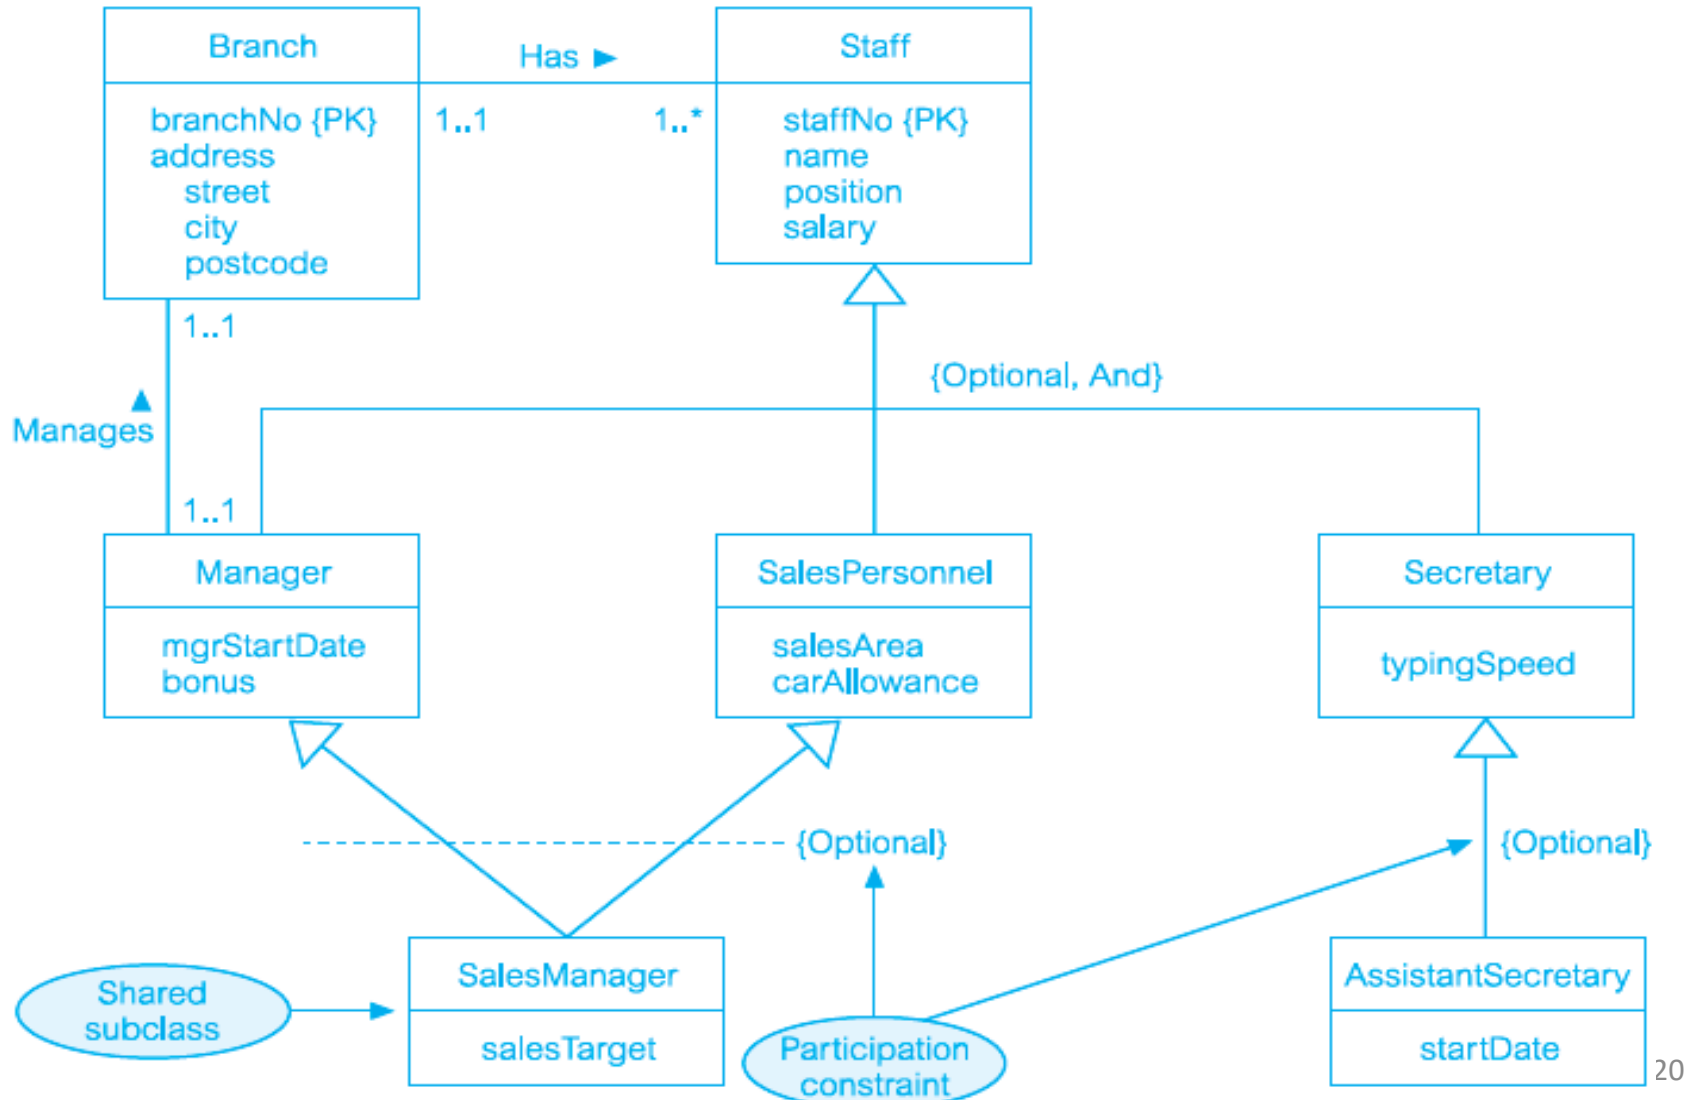 Branch
Has ►
Staff
branchNo {PK}
address
street
city
postcode
1..1
1..*
staffNo {PK}
name
position
salary
1..1
{Optional, And}
▲
Manages
1..1
Manager
mgrStartDate
bonus
SalesPersonnel
salesArea
carAllowance
Secretary
typingSpeed
{Optional}
{Optional}
Shared
subclass
SalesManager
salesTarget
Participation
constraint
AssistantSecretary
startDate
20